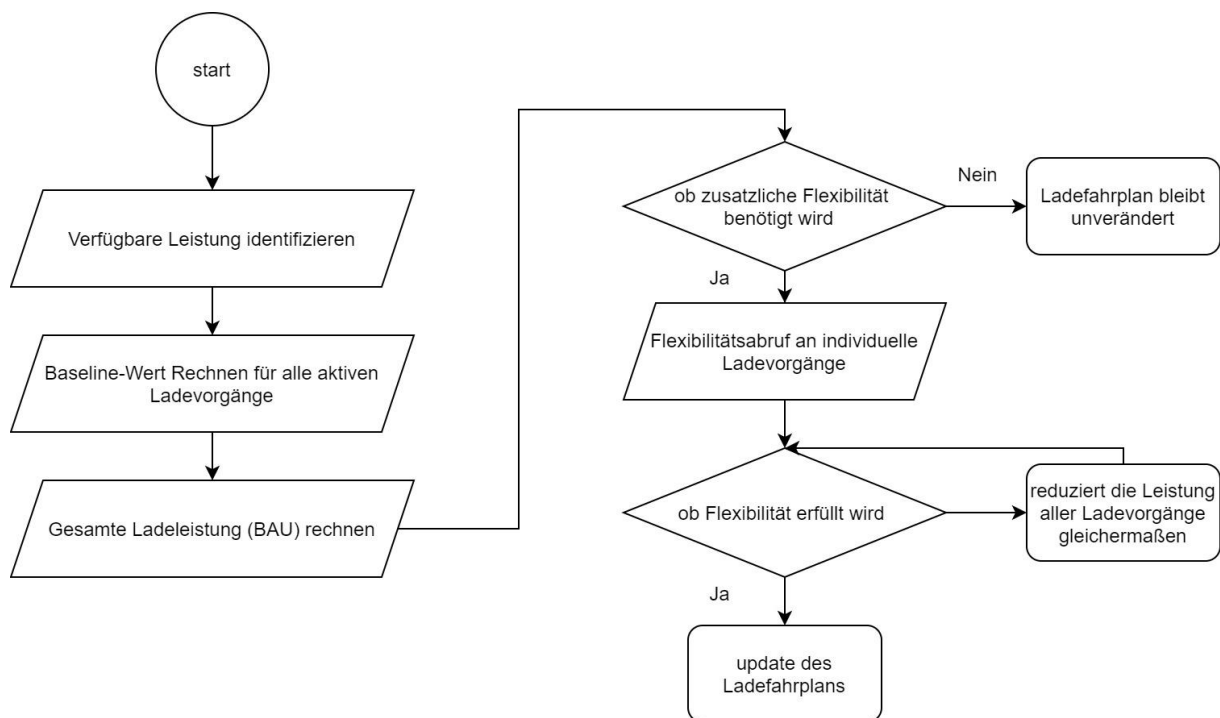 start
Verfügbare Leistung identifizieren
Baseline-Wert Rechnen für alle aktiven
Ladevorgänge
Gesamte Ladeleistung (BAU) rechnen
ob zusatzliche Flexibilität
benötigt wird
Nein
Ladefahrplan bleibt
unverändert
Ja
Flexibilitätsabruf an individuelle
Ladevorgänge
ob Flexibilität erfüllt wird
reduziert die Leistung
aller Ladevorgänge
gleichermaßen
Ja
update des
Ladefahrplans